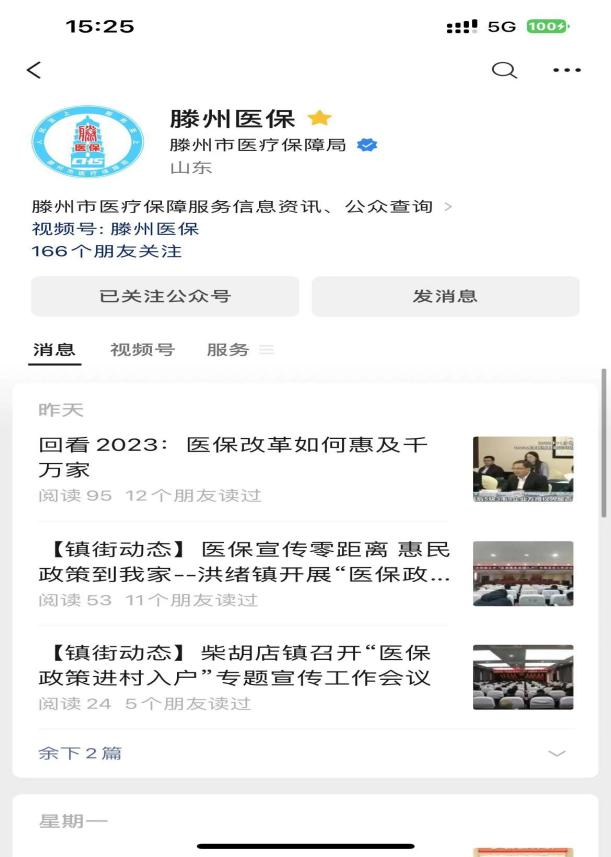 15:25
5G
100
滕州医保
滕州市医疗保障局
山东
滕州市医疗保障服务信息资讯、公众查询
视频号: 滕州医保
166个朋友关注
已关注公众号
发消息
消息
视频号
服务
昨天
回看2023：医保改革如何惠及千
万家
阅读 95 12个朋友读过
【镇街动态】医保宣传零距离 惠民
政策到我家--洪绪镇开展“医保政...
阅读 53 11个朋友读过
【镇街动态】柴胡店镇召开“医保
政策进村入户”专题宣传工作会议
阅读 24 5个朋友读过
余下2篇
星期一